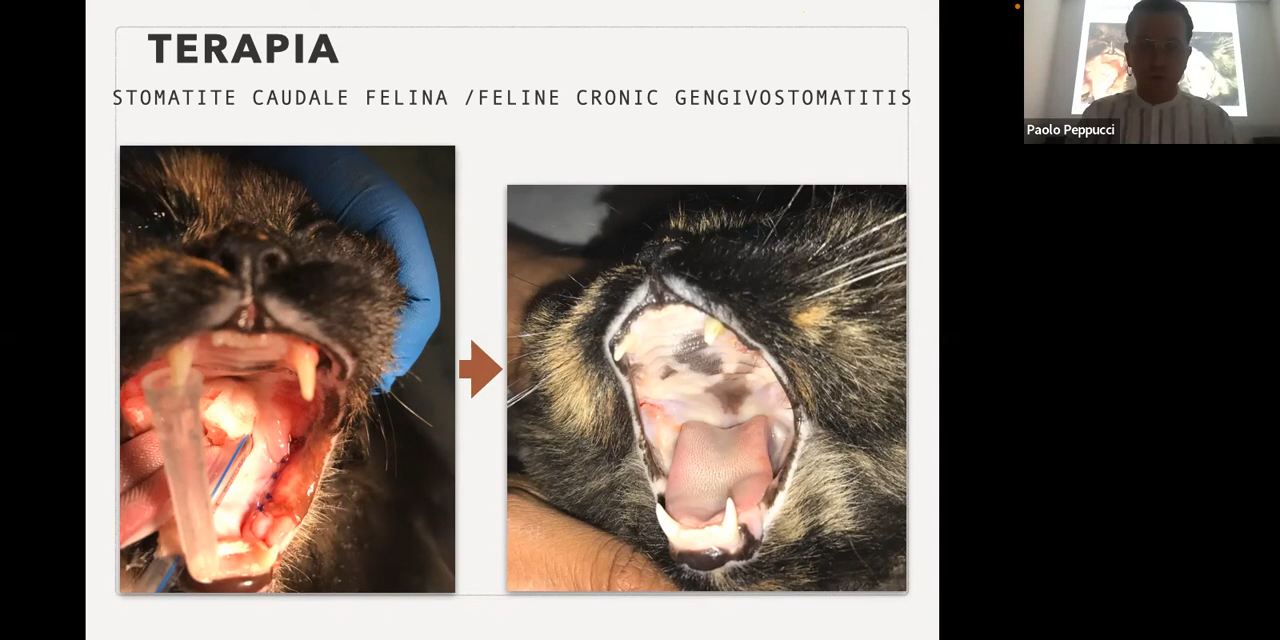 TERAPIA
STOMATITE CAUDALE FELINA /FELINE CRONIC GENGIVOSTOMATITIS
Paolo Peppucci